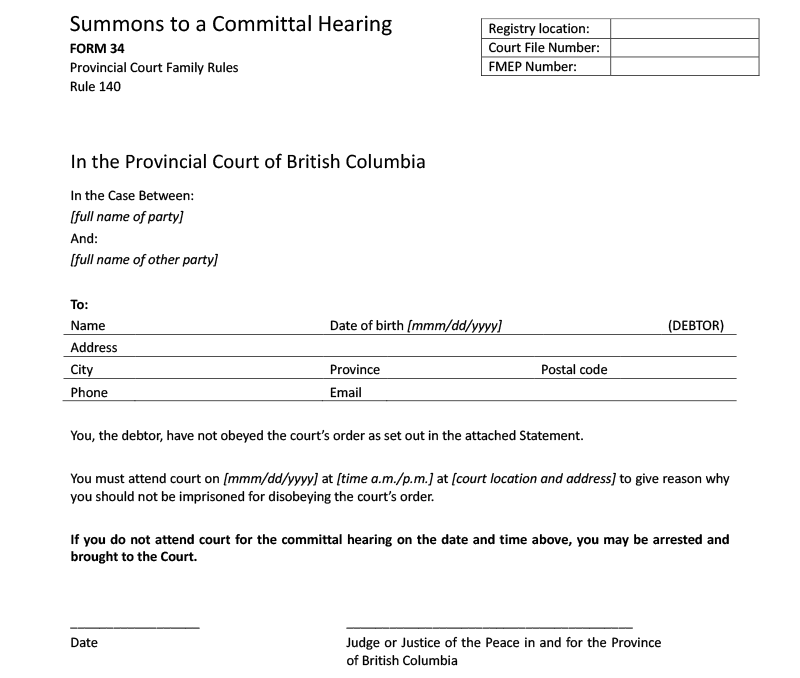 Summons to a Committal Hearing
FORM 34
Provincial Court Family Rules
Rule 140
Registry location:
Court File Number:
FMEP Number:
In the Provincial Court of British Columbia
In the Case Between:
[full name of party]
And:
[full name of other party]
To:
Name Date of birth [mmm/dd/yyyy] (DEBTOR)
Address
City Province Postal code
Phone Email
You, the debtor, have not obeyed the court's order as set out in the attached Statement.
You must attend court on [mmm/dd/yyyy] at [time a.m./p.m.] at [court location and address] to give reason why
you should not be imprisoned for disobeying the court's order.
If you do not attend court for the committal hearing on the date and time above, you may be arrested and
brought to the Court.
Date
Judge or Justice of the Peace in and for the Province
of British Columbia